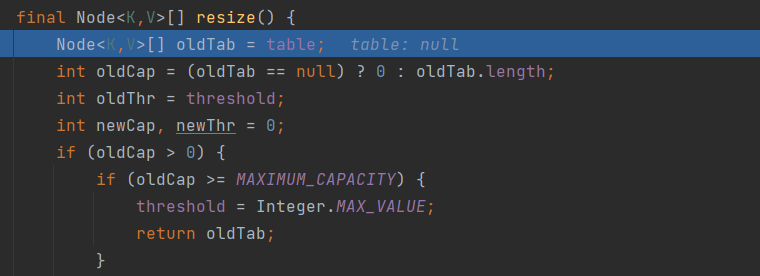 final Node<K,V>[] resize() {
Node<K,V>[] oldTab = table; table: null
int oldCap = (oldTab == null) ? 0 : oldTab.length;
int oldThr = threshold;
int newCap, newThr = 0;
if (oldCap > 0) {
if (oldCap >= MAXIMUM_CAPACITY) {
threshold = Integer.MAX_VALUE;
return oldTab;
}